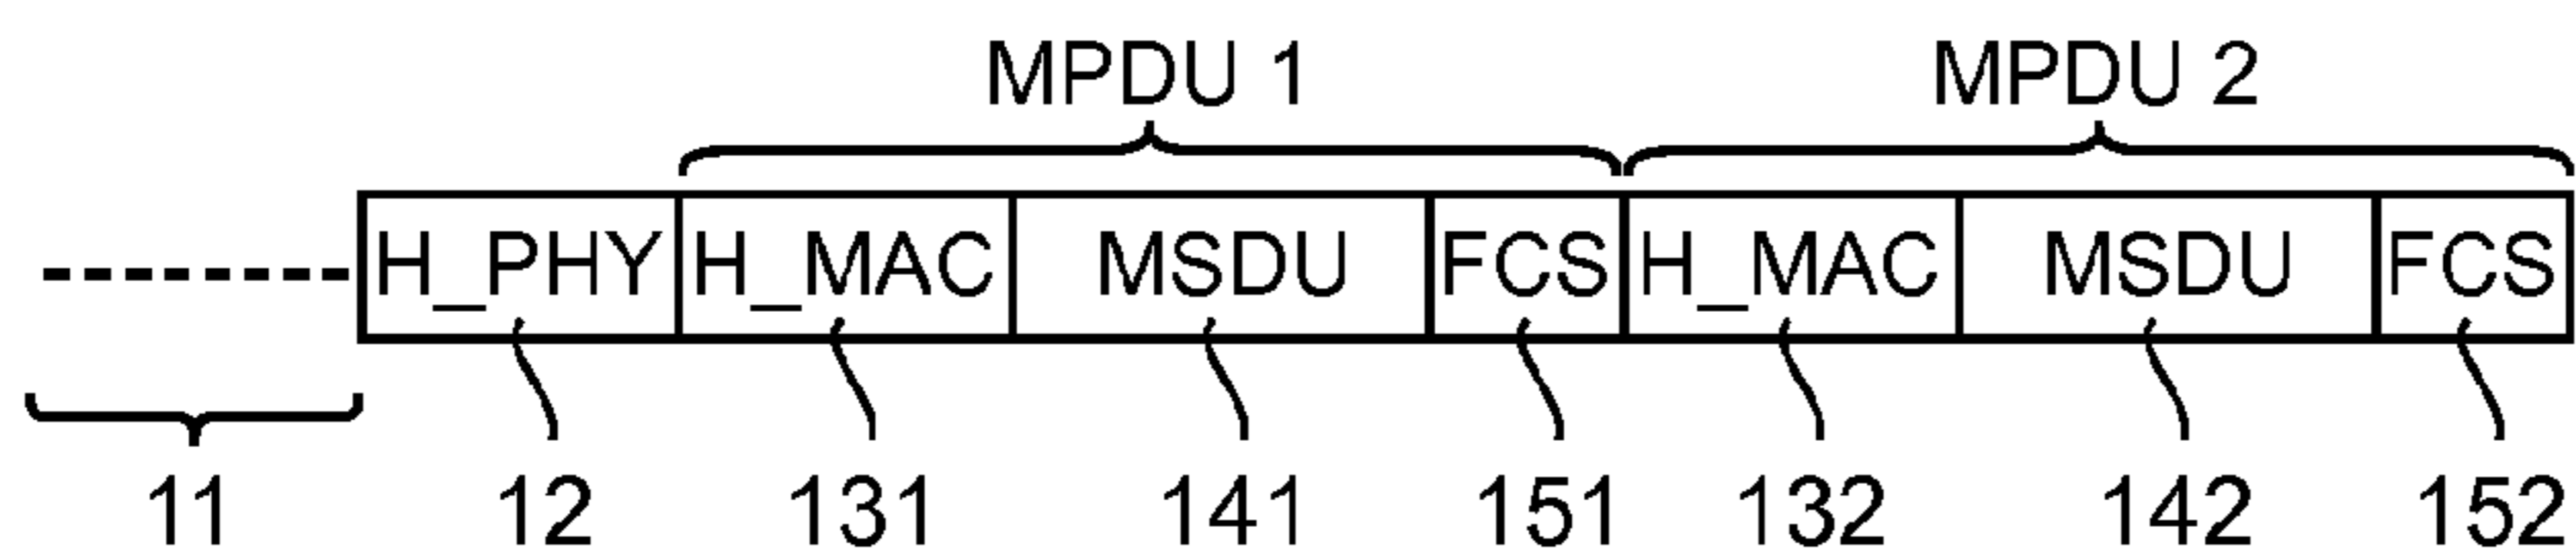 MPDU 1 MPDU 2
H_PHY H_MAC MSDU FCS H_MAC MSDU FCS
11 12 131 141 151 132 142 152